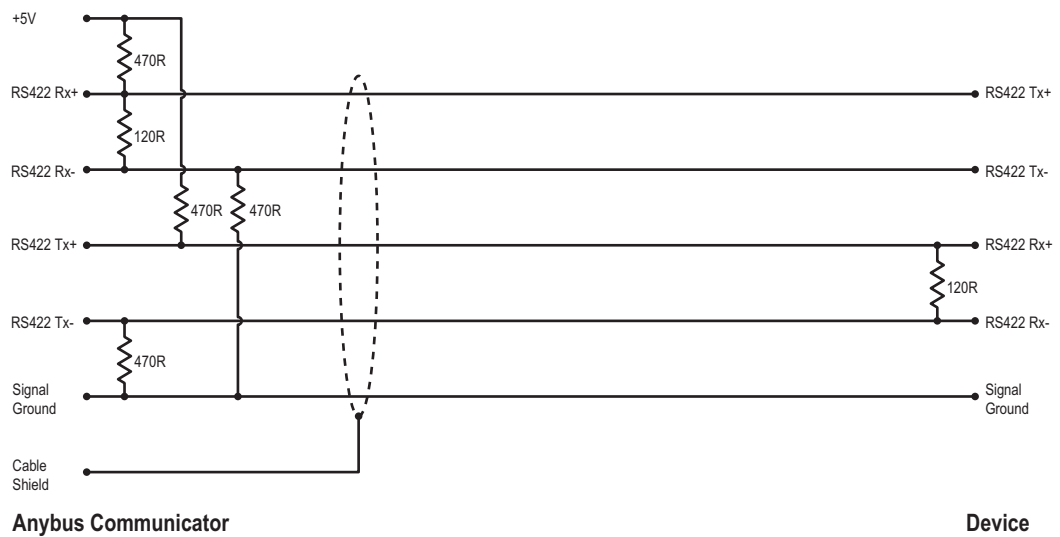 +5V
470R
RS422 Rx+
RS422 Tx+
120R
RS422 Rx-
RS422 Tx-
470R
470R
RS422 Tx+
RS422 Rx+
120R
RS422 Tx-
RS422 Rx-
470R
Signal
Ground
Signal
Ground
Cable
Shield
Anybus Communicator
Device